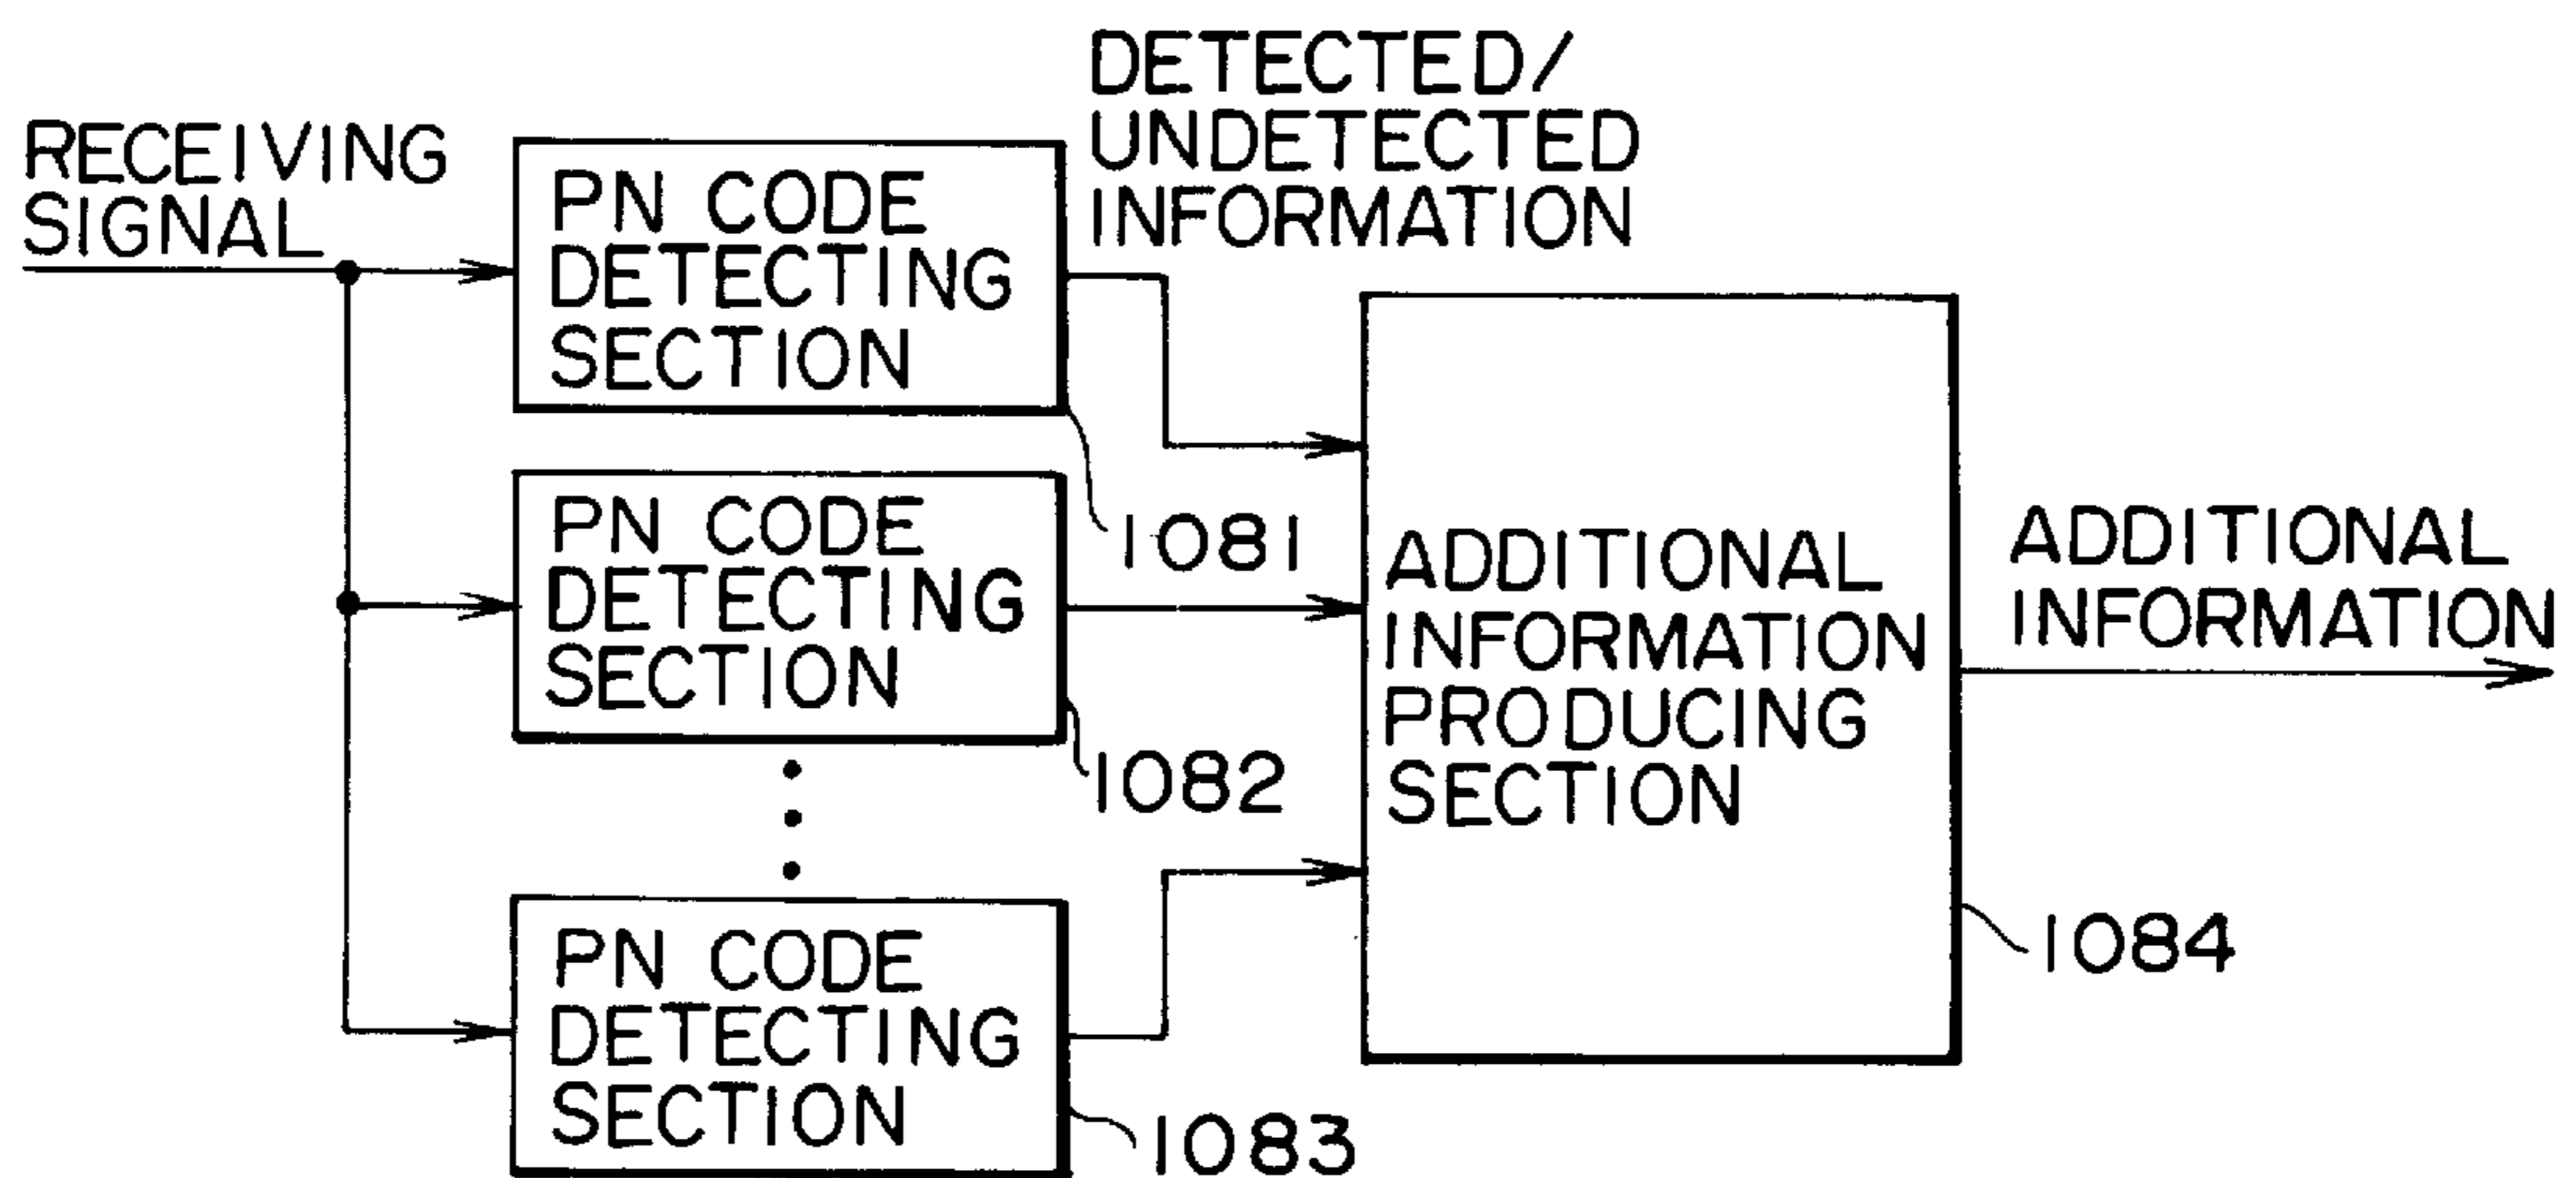 RECEIVING
SIGNAL
PN CODE
DETECTING
SECTION
1081
DETECTED/
UNDETECTED
INFORMATION
PN CODE
DETECTING
SECTION
1082
PN CODE
DETECTING
SECTION
1083
ADDITIONAL
INFORMATION
PRODUCING
SECTION
1084
ADDITIONAL
INFORMATION